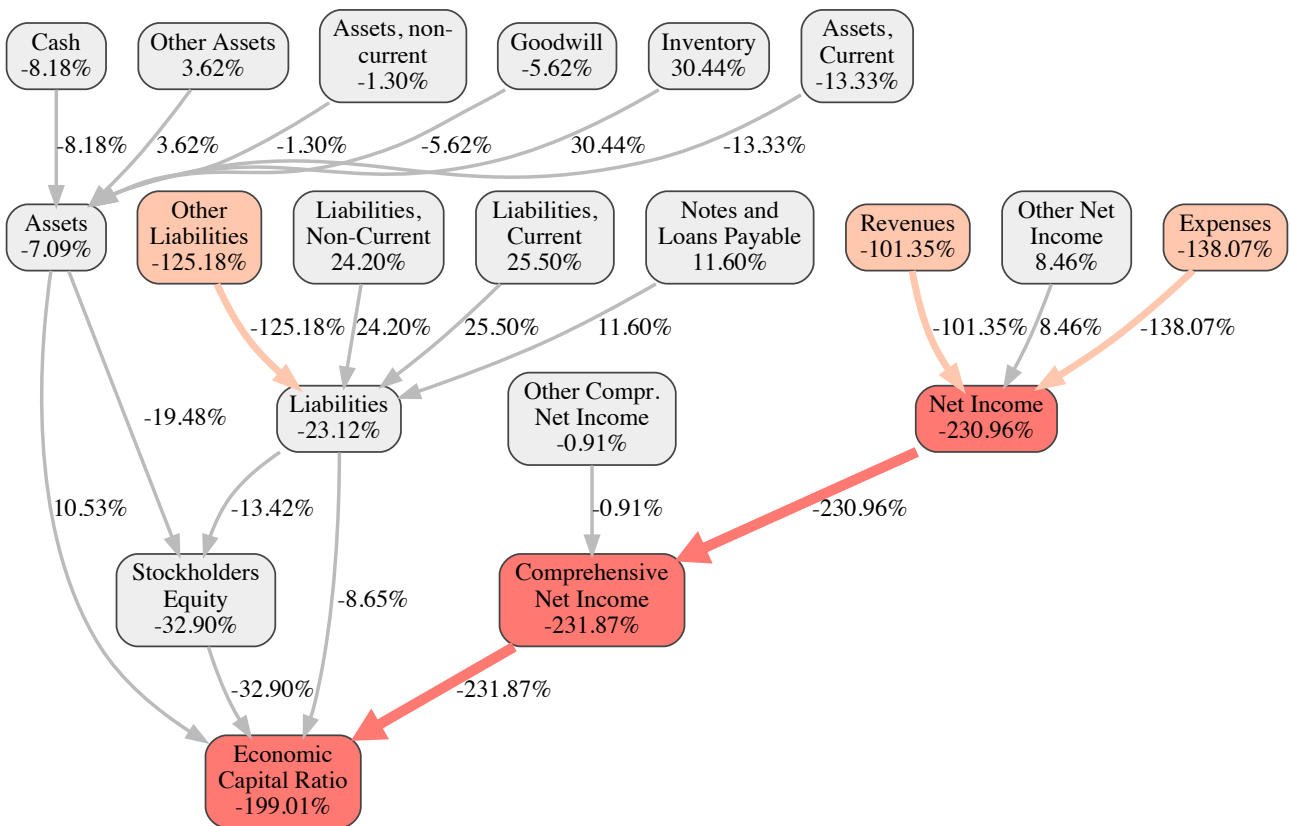 Cash
-8.18%
Other Assets
3.62%
Assets, non-
current
-1.30%
Goodwill
-5.62%
Inventory
30.44%
Assets,
Current
-13.33%
-8.18%
3.62%
-1.30%
-5.62%
30.44%
-13.33%
Assets
-7.09%
Other
Liabilities
-125.18%
Liabilities,
Non-Current
24.20%
Liabilities,
Current
25.50%
Notes and
Loans Payable
11.60%
Revenues
-101.35%
Other Net
Income
8.46%
Expenses
-138.07%
-125.18%
24.20%
25.50%
11.60%
-101.35%
8.46%
-138.07%
-19.48%
Liabilities
-23.12%
Other Compr.
Net Income
-0.91%
Net Income
-230.96%
10.53%
-13.42%
-0.91%
-230.96%
Stockholders
Equity
-32.90%
-8.65%
Comprehensive
Net Income
-231.87%
-32.90%
-231.87%
Economic
Capital Ratio
-199.01%